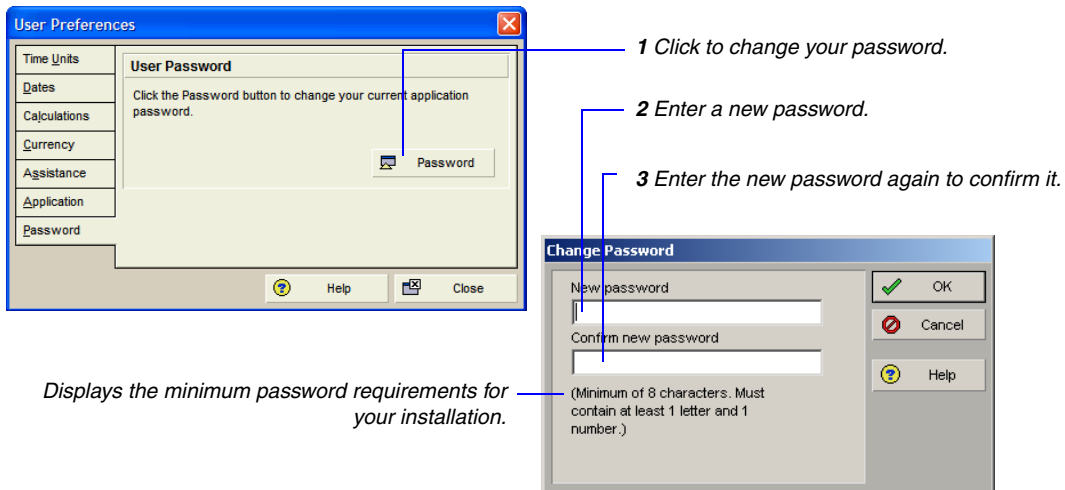 User Preferences
Time Units
Dates
Calculations
Currency
Assistance
Application
Password
User Password
Click the Password button to change your current application
password.
Password
Help
Close
1 Click to change your password.
2 Enter a new password.
3 Enter the new password again to confirm it.
Change Password
New password
Confirm new password
(Minimum of 8 characters. Must
contain at least 1 letter and 1
number.)
OK
Cancel
Help
Displays the minimum password requirements for
your installation.